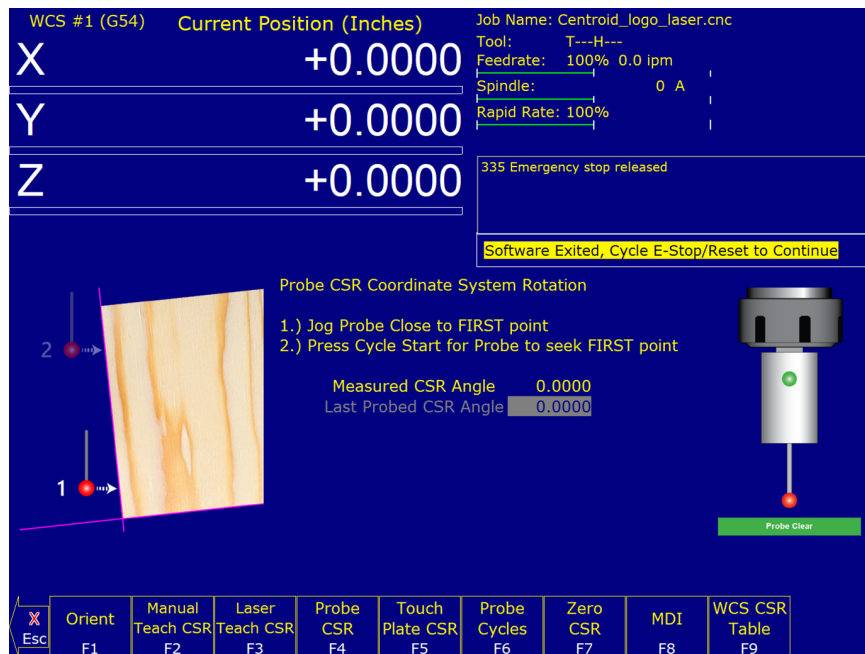 WCS #1 (G54)
Current Position (Inches)
X +0.0000
Y +0.0000
Z +0.0000
Job Name: Centroid_logo_laser.cnc
Tool: T---H---
Feedrate: 100% 0.0 ipm
Spindle: 0 A
Rapid Rate: 100%
335 Emergency stop released
Software Exited, Cycle E-Stop/Reset to Continue
Probe CSR Coordinate System Rotation
1.) Jog Probe Close to FIRST point
2.) Press Cycle Start for Probe to seek FIRST point
Measured CSR Angle 0.0000
Last Probed CSR Angle 0.0000
2
1
Probe Clear
X
Esc
Orient
F1
Manual
Teach CSR
F2
Laser
Teach CSR
F3
Probe
CSR
F4
Touch
Plate CSR
F5
Probe
Cycles
F6
Zero
CSR
F7
MDI
F8
WCS CSR
Table
F9